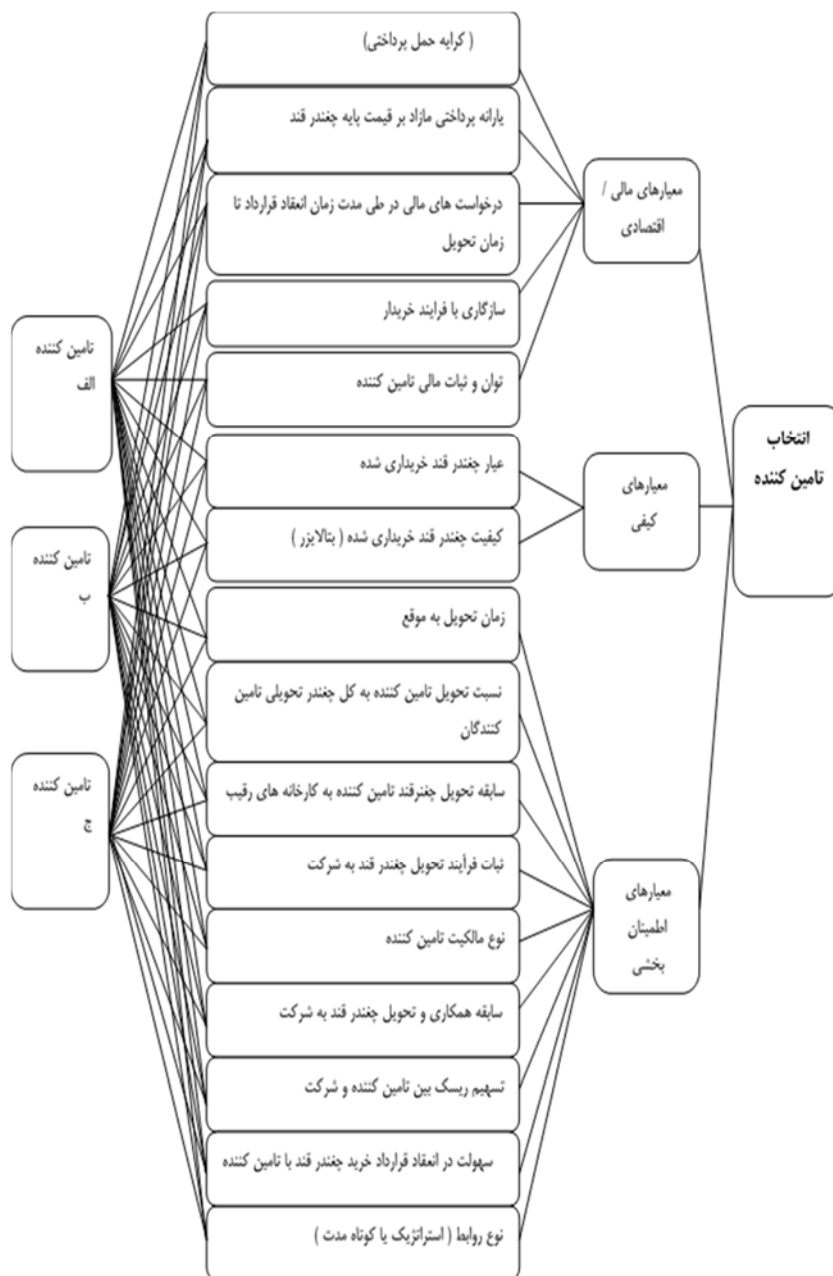 انتخاب
تامین کننده
معیارهای مالی /
اقتصادی
معیارهای
کیفی
معیارهای
اطمینان
بخشی
( کرایه حمل پرداختی)
یارانه پرداختی مازاد بر قیمت پایه چغندر قند
درخواست های مالی در طی مدت زمان انعقاد قرارداد تا
زمان تحویل
سازگاری با فرایند خریدار
توان و ثبات مالی تامین کننده
عیار چغندر قند خریداری شده
کیفیت چغندر قند خریداری شده ( بتالایزر )
زمان تحویل به موقع
نسبت تحویل تامین کننده به کل چغندر تحویلی تامین
کنندگان
سابقه تحویل چغنرقند تامین کننده به کارخانه های رقیب
ثبات فرآیند تحویل چغندر قند به شرکت
نوع مالکیت تامین کننده
سابقه همکاری و تحویل چغندر قند به شرکت
تسهیم ریسک بین تامین کننده و شرکت
سهولت در انعقاد قرارداد خرید چغندر قند با تامین کننده
نوع روابط ( استراتژیک یا کوتاه مدت )
تامین کننده
الف
تامین کننده
ب
تامین کننده
ج